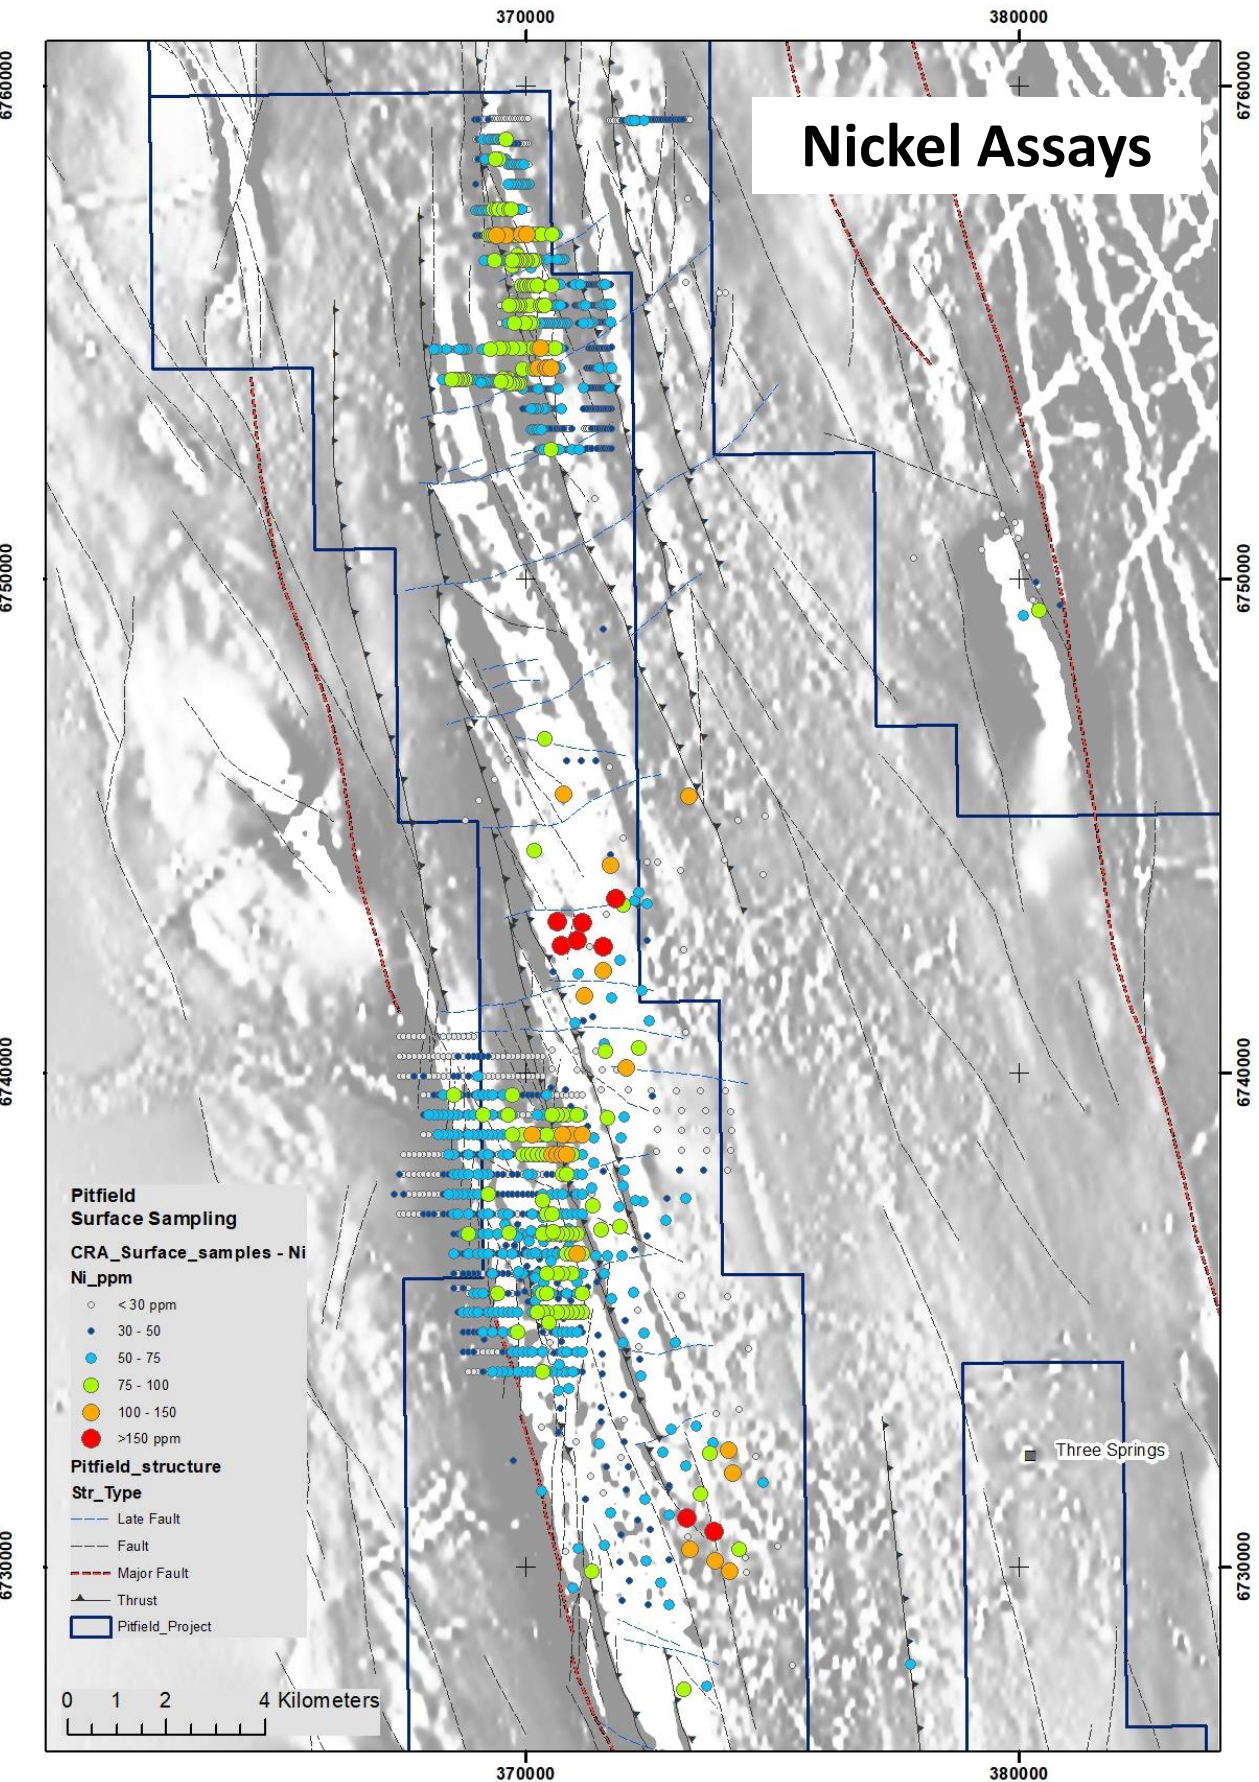 370000
380000
6760000
6760000
Nickel Assays
6750000
6750000
6740000
6740000
Pitfield
Surface Sampling
CRA_Surface_samples - Ni
Ni_ppm
< 30 ppm
30 - 50
50 - 75
75 - 100
100 - 150
>150 ppm
Pitfield_structure
Str_Type
Late Fault
Fault
Major Fault
Thrust
Pitfield_Project
Three Springs
6730000
6730000
0 1 2 4 Kilometers
370000
380000